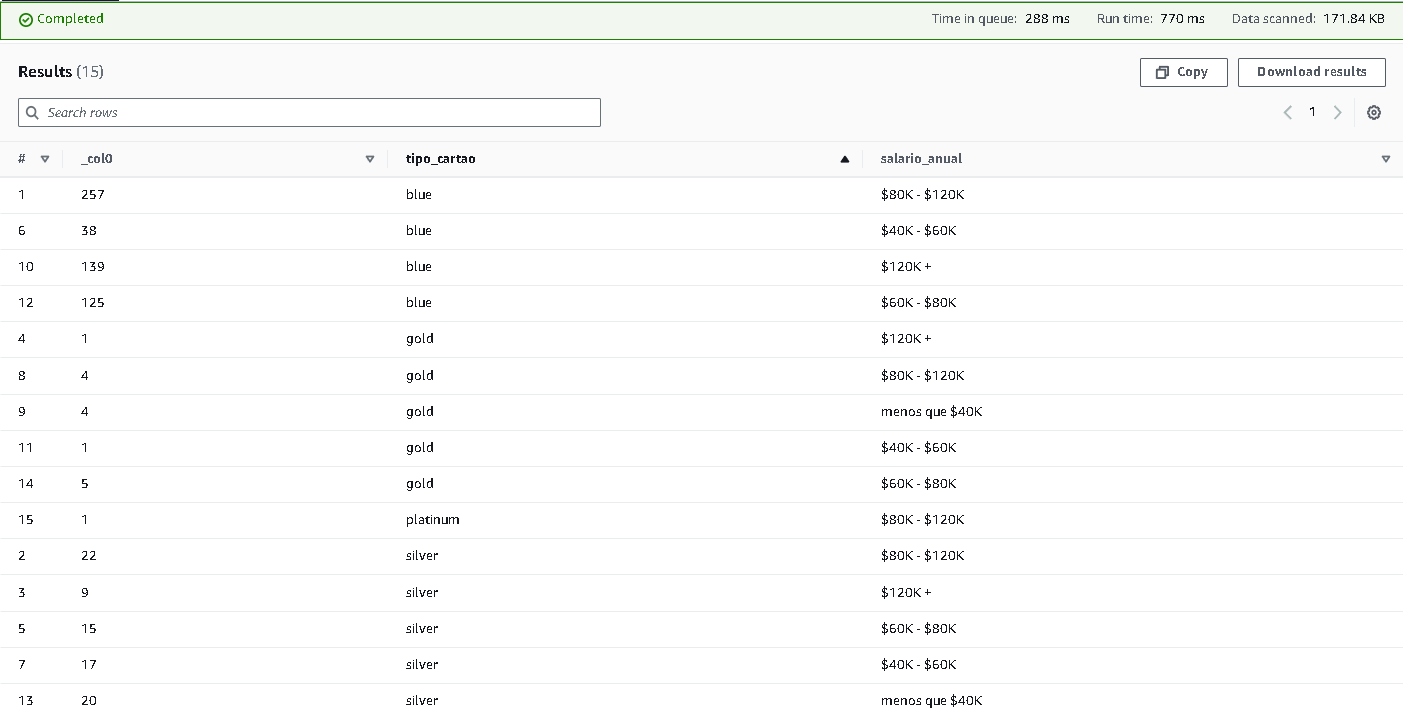 Completed Time in queue: 288 ms Run time: 770 ms Data scanned: 171.84 KB
Results (15) Copy Download results
Search rows 1
# _col0 tipo_cartao salario_anual
1 257 blue $80K - $120K
6 38 blue $40K - $60K
10 139 blue $120K +
12 125 blue $60K - $80K
4 1 gold $120K +
8 4 gold $80K - $120K
9 4 gold menos que $40K
11 1 gold $40K - $60K
14 5 gold $60K - $80K
15 1 platinum $80K - $120K
2 22 silver $80K - $120K
3 9 silver $120K +
5 15 silver $60K - $80K
7 17 silver $40K - $60K
13 20 silver menos que $40K